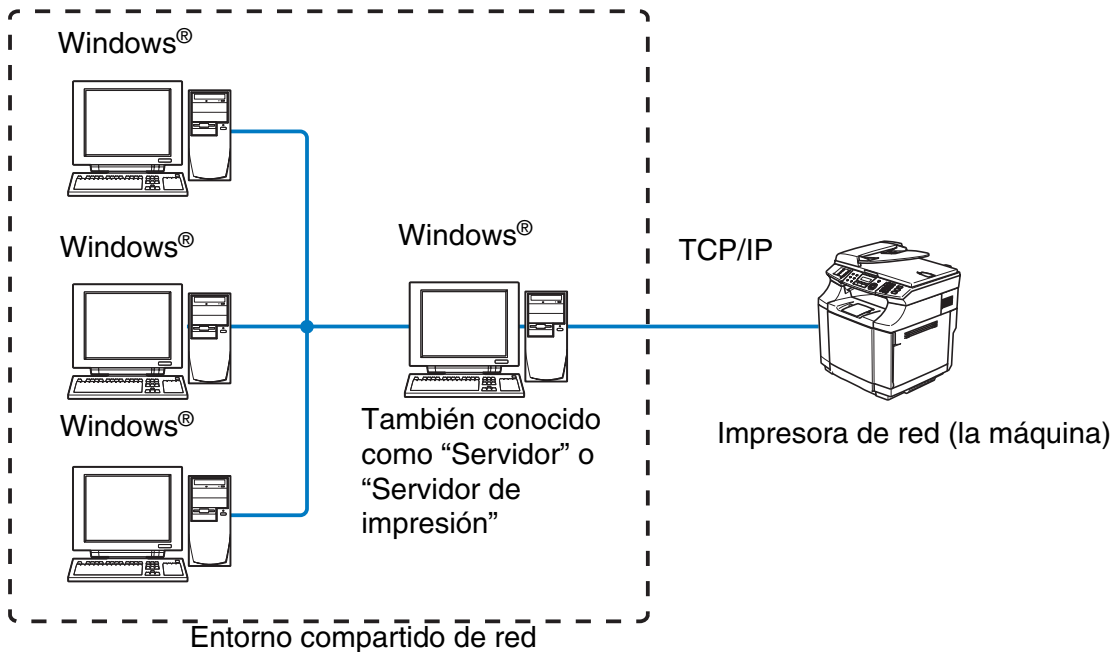 Windows®
Windows®
Windows®
Windows®
También conocido
como “Servidor” o
“Servidor de
impresión”
TCP/IP
Impresora de red (la máquina)
Entorno compartido de red